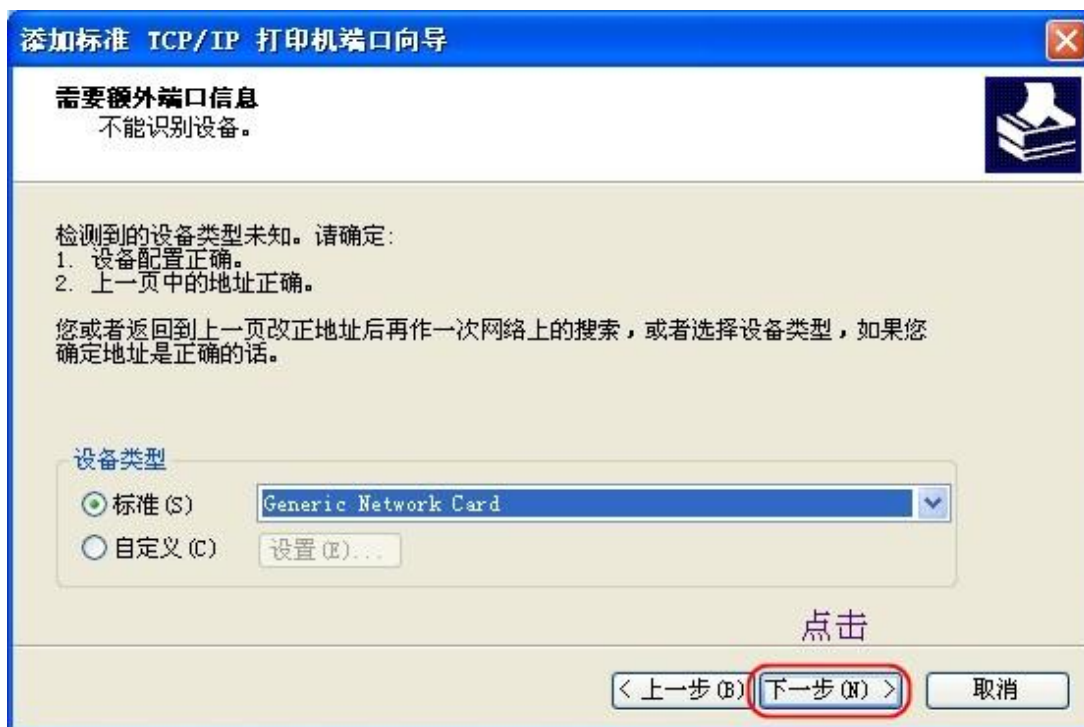 添加标准 TCP/IP 打印机端口向导
需要额外端口信息
不能识别设备。
检测到的设备类型未知。请确定:
1. 设备配置正确。
2. 上一页中的地址正确。
您或者返回到上一页改正地址后再作一次网络上的搜索，或者选择设备类型，如果您
确定地址是正确的话。
设备类型
标准(S) Generic Network Card
自定义(C) 设置(E)...
点击
< 上一步(B) 下一步(N) > 取消